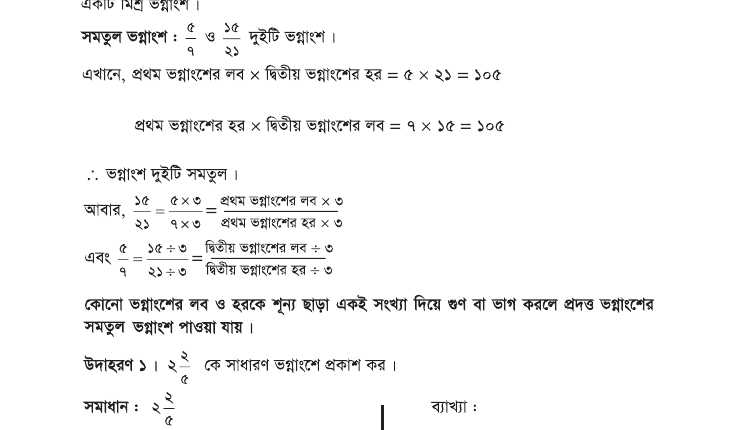 একটি মিশ্র ভগ্নাংশ।
সমতুল ভগ্নাংশ : ৫/৭ ও ১৫/২১ দুইটি ভগ্নাংশ।
এখানে, প্রথম ভগ্নাংশের লব × দ্বিতীয় ভগ্নাংশের হর = ৫ × ২১ = ১০৫
প্রথম ভগ্নাংশের হর × দ্বিতীয় ভগ্নাংশের লব = ৭ × ১৫ = ১০৫
∴ ভগ্নাংশ দুইটি সমতুল।
আবার, ১৫/২১ = ৫ × ৩/৭ × ৩ = প্রথম ভগ্নাংশের লব × ৩/প্রথম ভগ্নাংশের হর × ৩
এবং ৫/৭ = ১৫ ÷ ৩/২১ ÷ ৩ = দ্বিতীয় ভগ্নাংশের লব ÷ ৩/দ্বিতীয় ভগ্নাংশের হর ÷ ৩
কোনো ভগ্নাংশের লব ও হরকে শূন্য ছাড়া একই সংখ্যা দিয়ে গুণ বা ভাগ করলে প্রদত্ত ভগ্নাংশের
সমতুল ভগ্নাংশ পাওয়া যায়।
উদাহরণ ১। ২ ২/৫ কে সাধারণ ভগ্নাংশে প্রকাশ কর।
সমাধান : ২ ২/৫ ব্যাখ্যা :